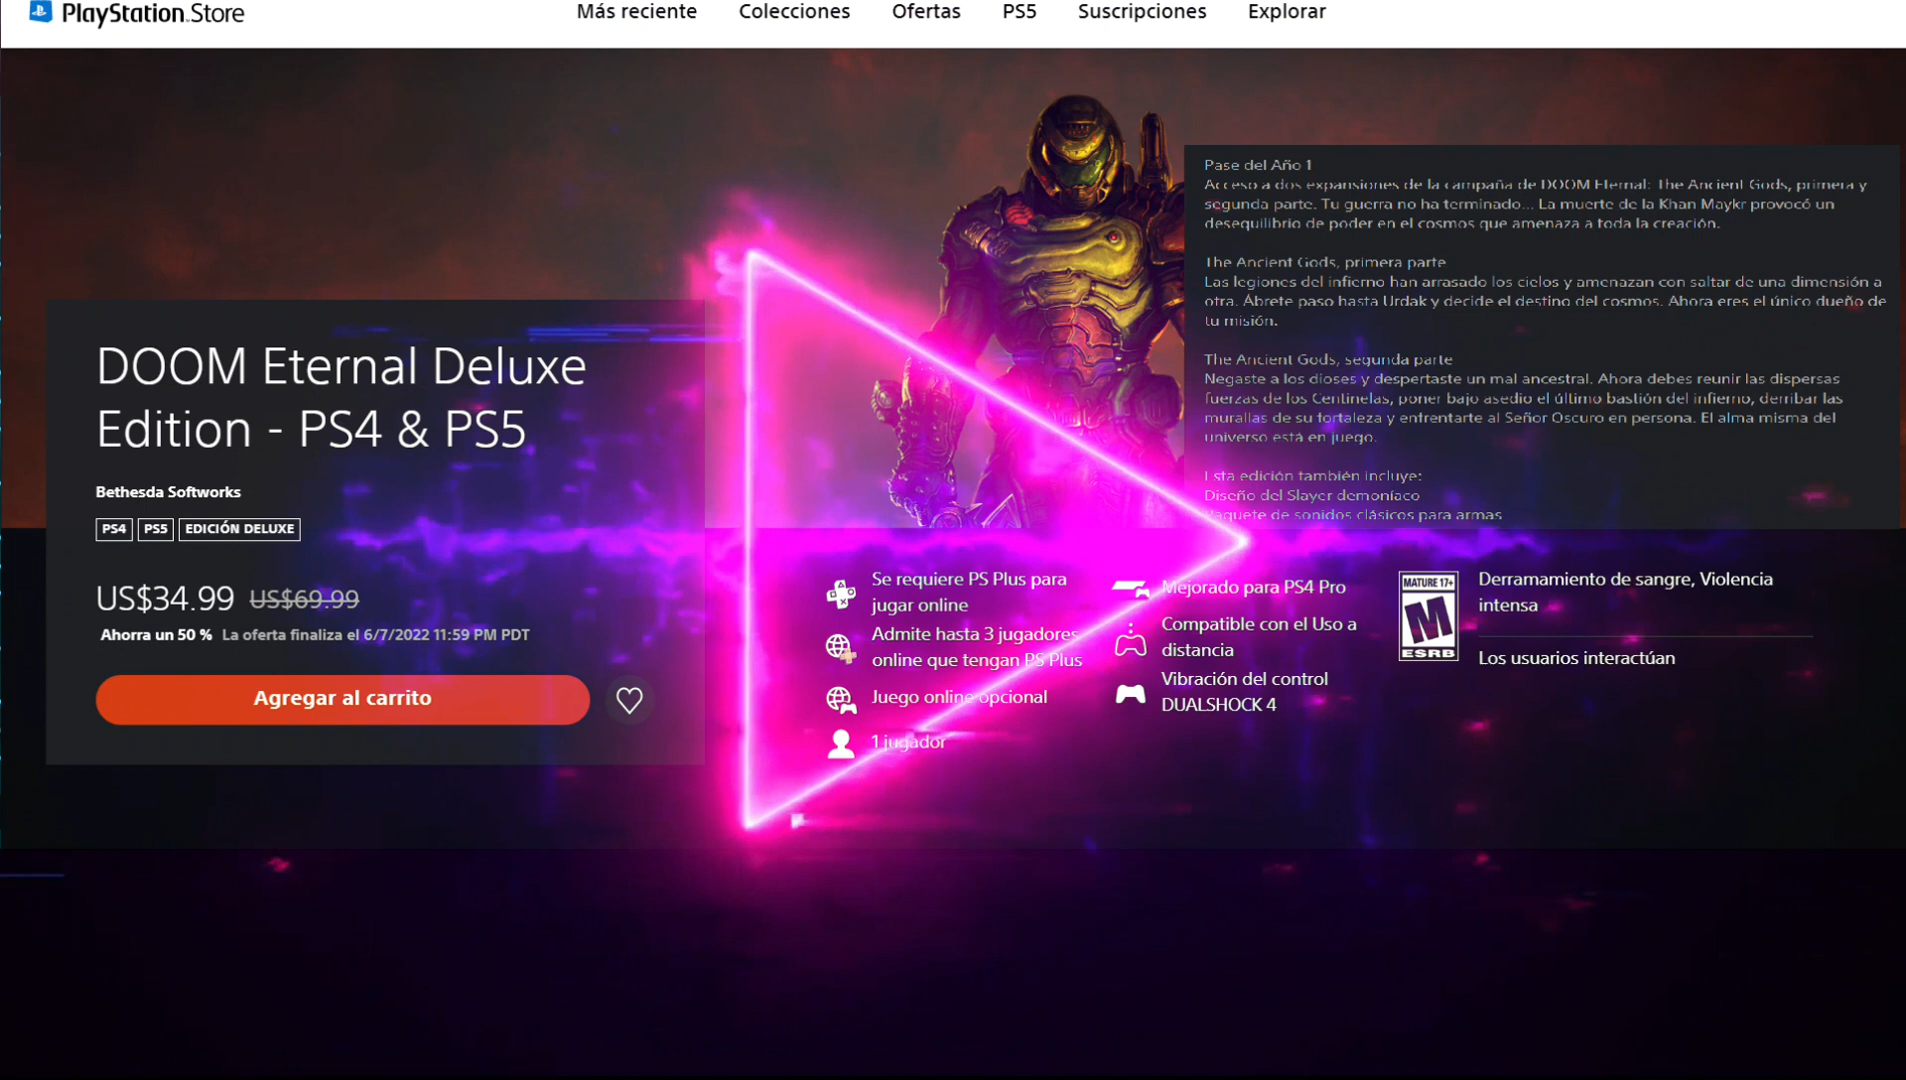 PlayStation.Store
Más reciente Colecciones Ofertas PS5 Suscripciones Explorar
Pase del Año 1
Acceso a dos expansiones de la campaña de DOOM Eternal: The Ancient Gods, primera y
segunda parte. Tu guerra no ha terminado... La muerte de la Khan Maykr provocó un
desequilibrio de poder en el cosmos que amenaza a toda la creación.
The Ancient Gods, primera parte
Las legiones del infierno han arrasado los cielos y amenazan con saltar de una dimensión a
otra. Ábrete paso hasta Urdak y decide el destino del cosmos. Ahora eres el único dueño de
tu misión.
The Ancient Gods, segunda parte
Negaste a los dioses y despertaste un mal ancestral. Ahora debes reunir las dispersas
fuerzas de los Centinelas, poner bajo asedio el último bastión del infierno, derribar las
murallas de su fortaleza y enfrentarte al Señor Oscuro en persona. El alma misma del
universo está en juego.
Esta edición también incluye:
Diseño del Slayer demoníaco
Paquete de sonidos clásicos para armas
DOOM Eternal Deluxe
Edition - PS4 & PS5
Bethesda Softworks
PS4 PS5 EDICIÓN DELUXE
US$34.99 US$69.99
Ahorra un 50 % La oferta finaliza el 6/7/2022 11:59 PM PDT
Agregar al carrito
Se requiere PS Plus para
jugar online
Admite hasta 3 jugadores
online que tengan PS Plus
Juego online opcional
1 jugador
Mejorado para PS4 Pro
Compatible con el Uso a
distancia
Vibración del control
DUALSHOCK 4
MATURE 17+
M
ESRB
Derramamiento de sangre, Violencia
intensa
Los usuarios interactúan